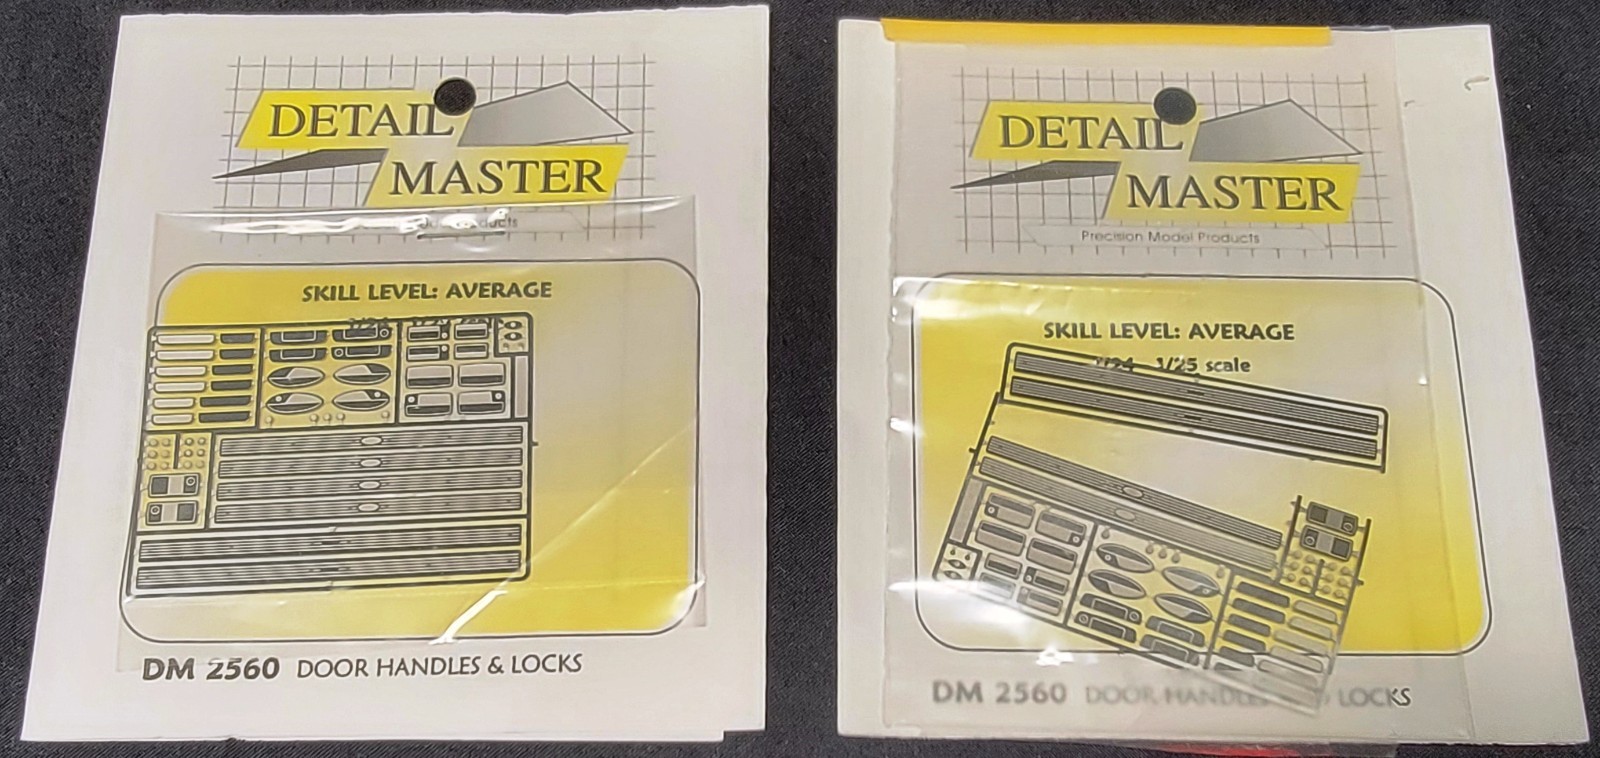 DETAIL
MASTER
SKILL LEVEL: AVERAGE
DM 2560 DOOR HANDLES & LOCKS
DETAIL
MASTER
Precision Model Products
SKILL LEVEL: AVERAGE
1/25 scale
DM 2560 DOOR HANDLES LOCKS